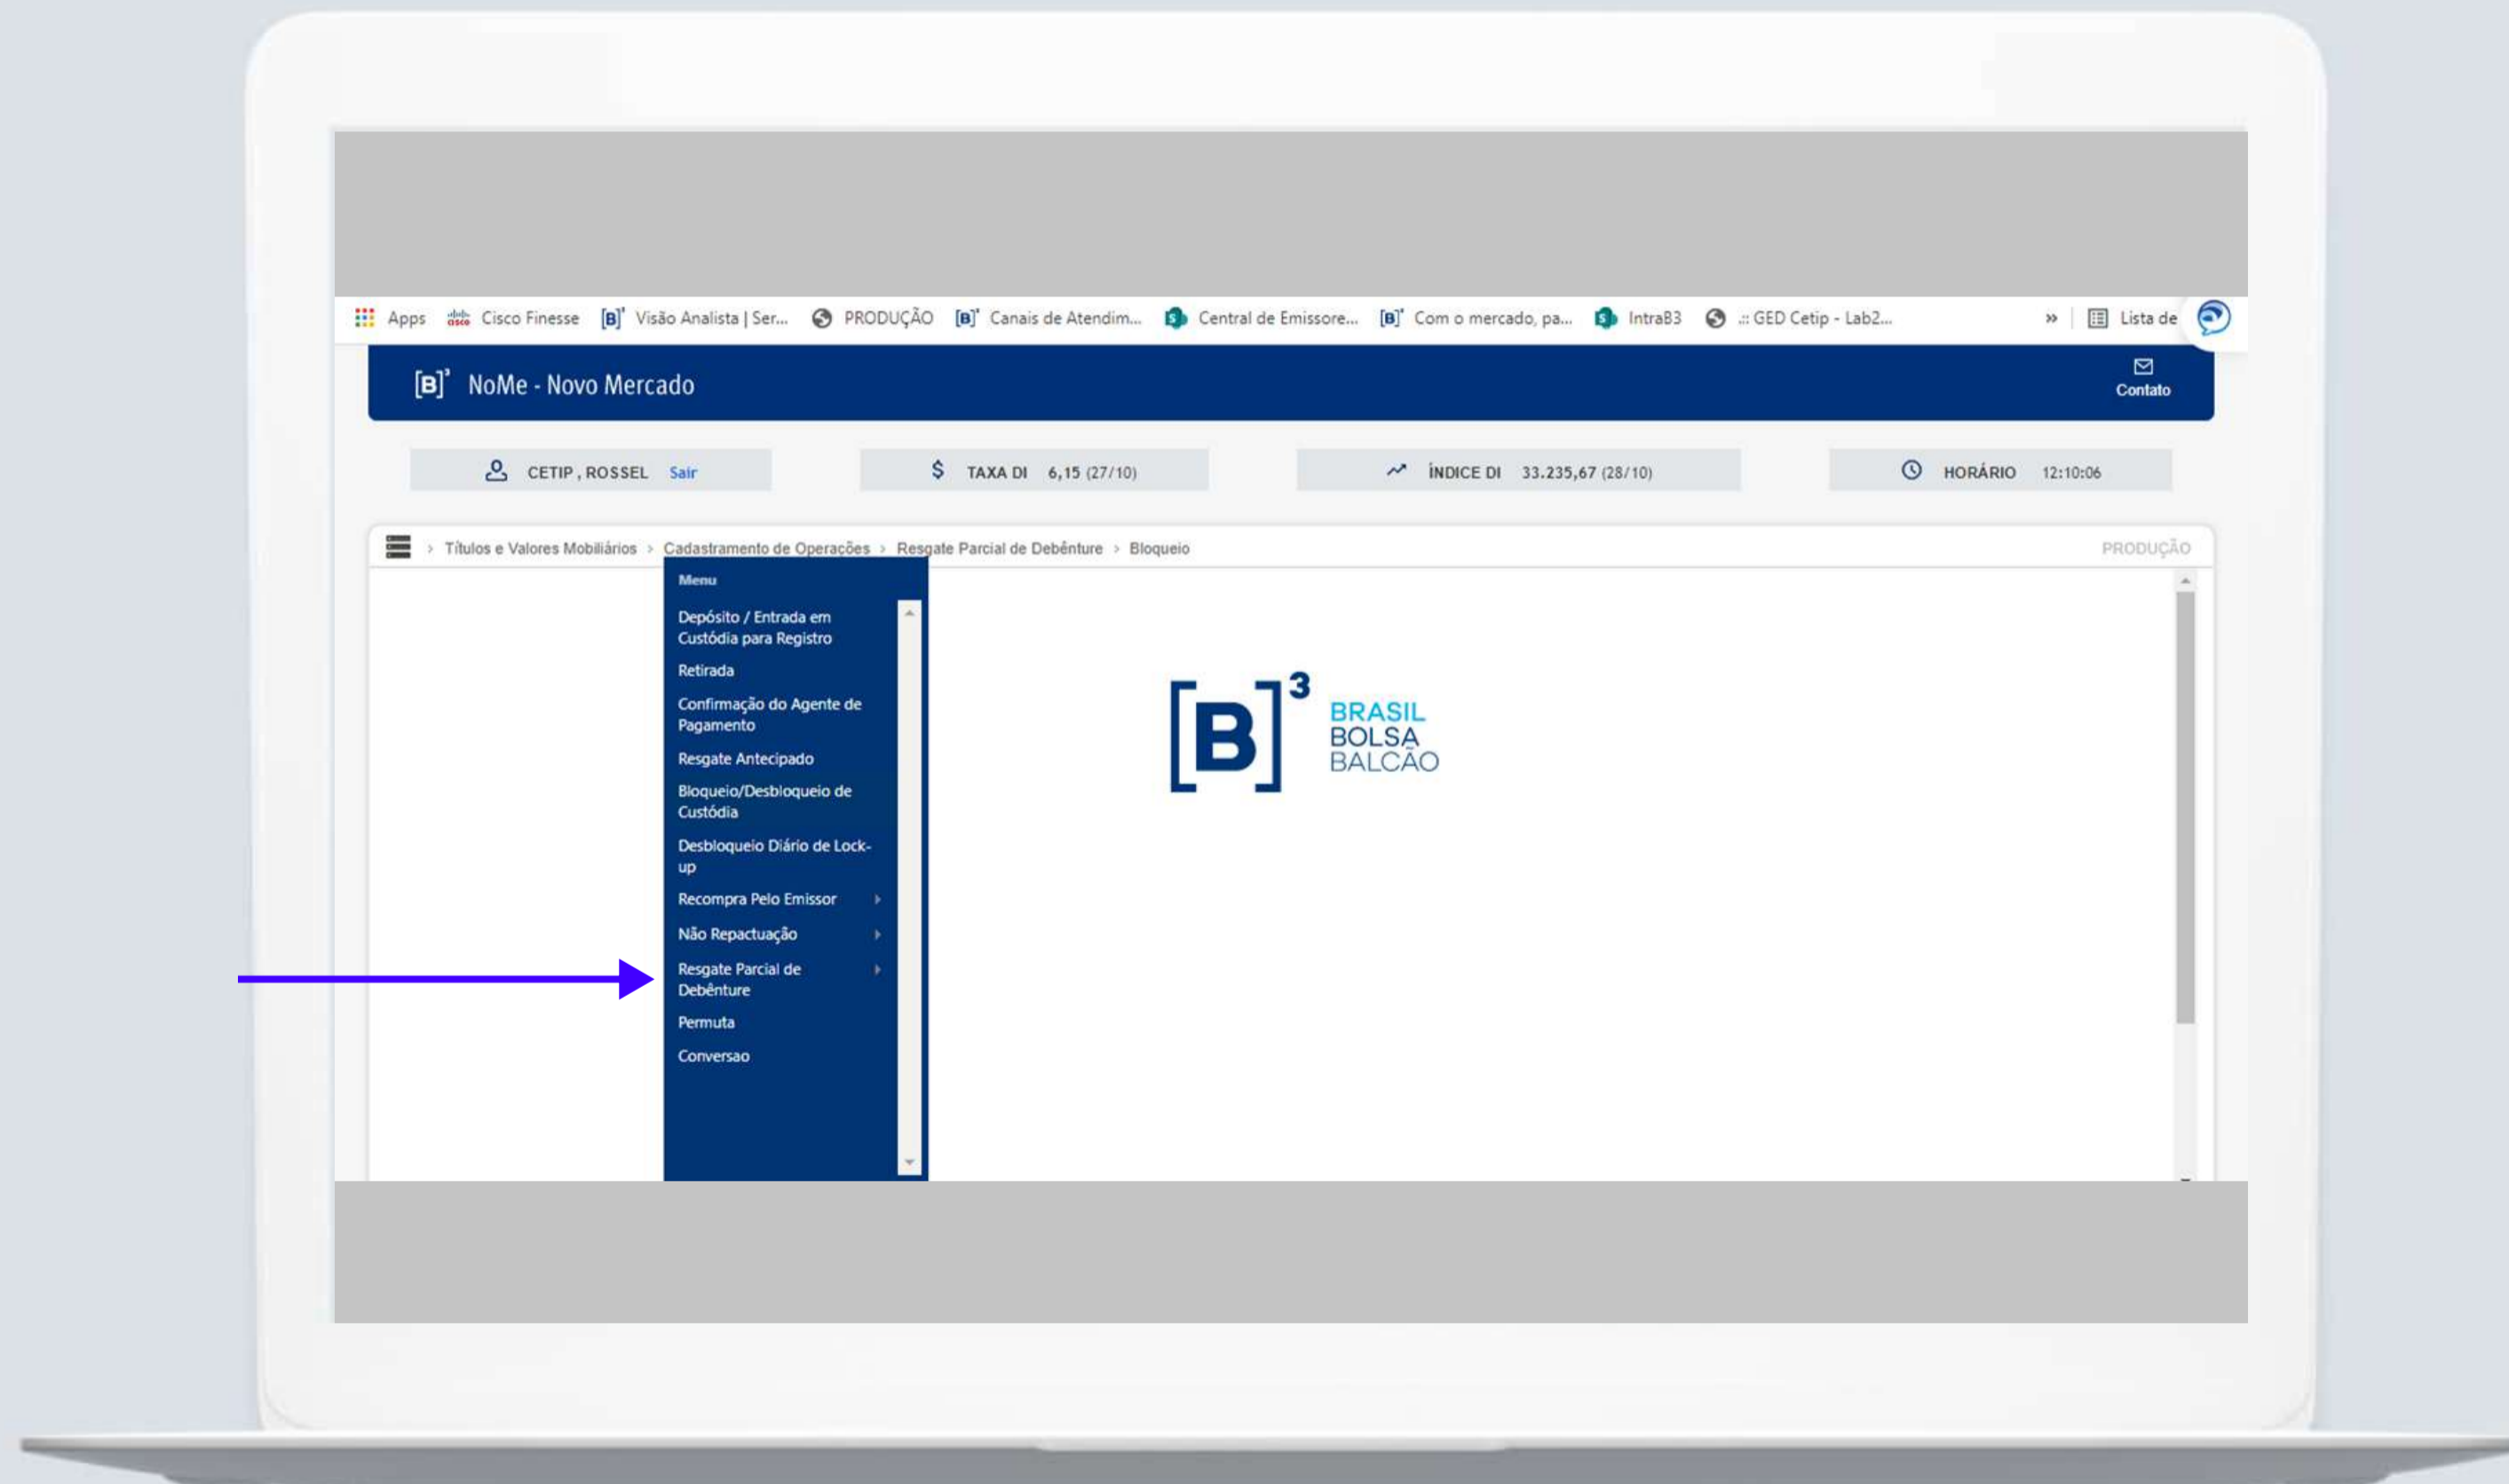 Apps Cisco Finesse [B]³ Visão Analista | Ser... PRODUÇÃO [B]³ Canais de Atendim... Central de Emissore... [B]³ Com o mercado, pa... IntraB3 .:: GED Cetip - Lab2... » Lista de
[B]³ NoMe - Novo Mercado
Contato
CETIP , ROSSEL Sair
$ TAXA DI 6,15 (27/10)
ÍNDICE DI 33.235,67 (28/10)
HORÁRIO 12:10:06
> Títulos e Valores Mobiliários > Cadastramento de Operações > Resgate Parcial de Debênture > Bloqueio
PRODUÇÃO
Menu
Depósito / Entrada em
Custódia para Registro
Retirada
Confirmação do Agente de
Pagamento
Resgate Antecipado
Bloqueio/Desbloqueio de
Custódia
Desbloqueio Diário de Lock-
up
Recompra Pelo Emissor
Não Repactuação
Resgate Parcial de
Debênture
Permuta
Conversao
[B]³
BRASIL
BOLSA
BALCÃO